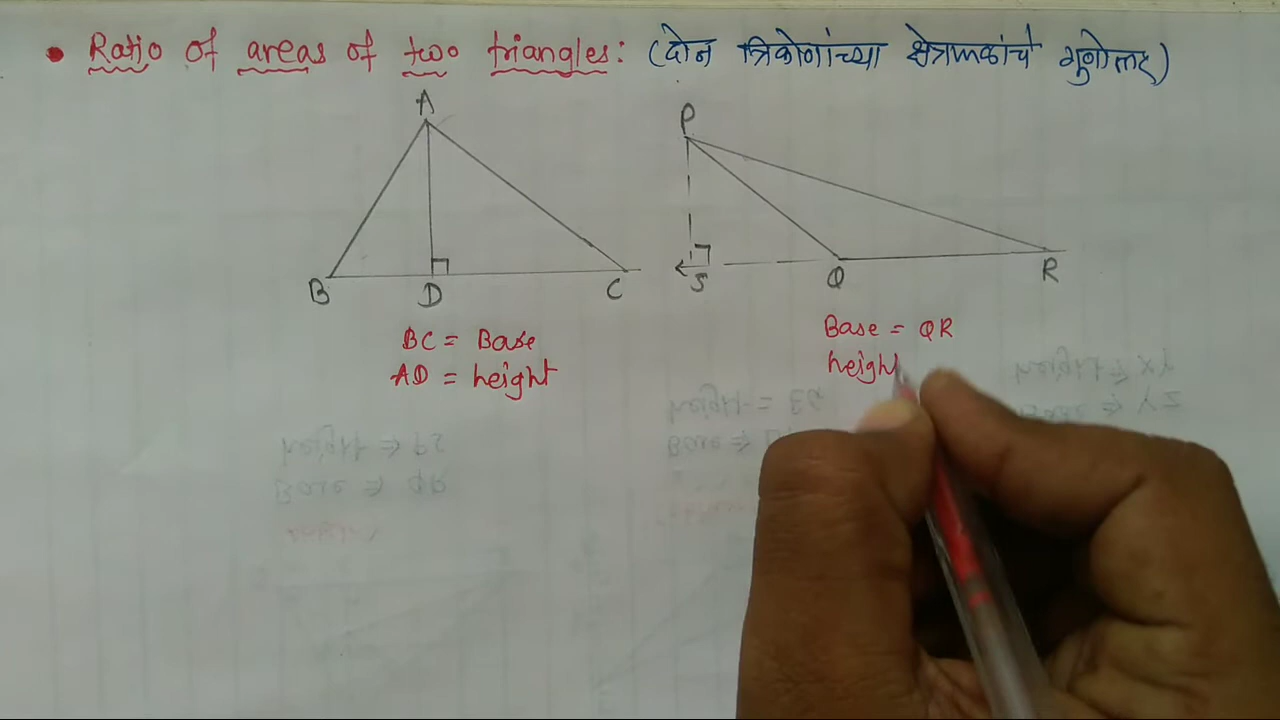 • Ratio of areas of two triangles: (दोन त्रिकोणांच्या क्षेत्रफळांचे गुणोत्तर)
A
P
B D C
S Q R
BC = Base
AD = height
Base = QR
height